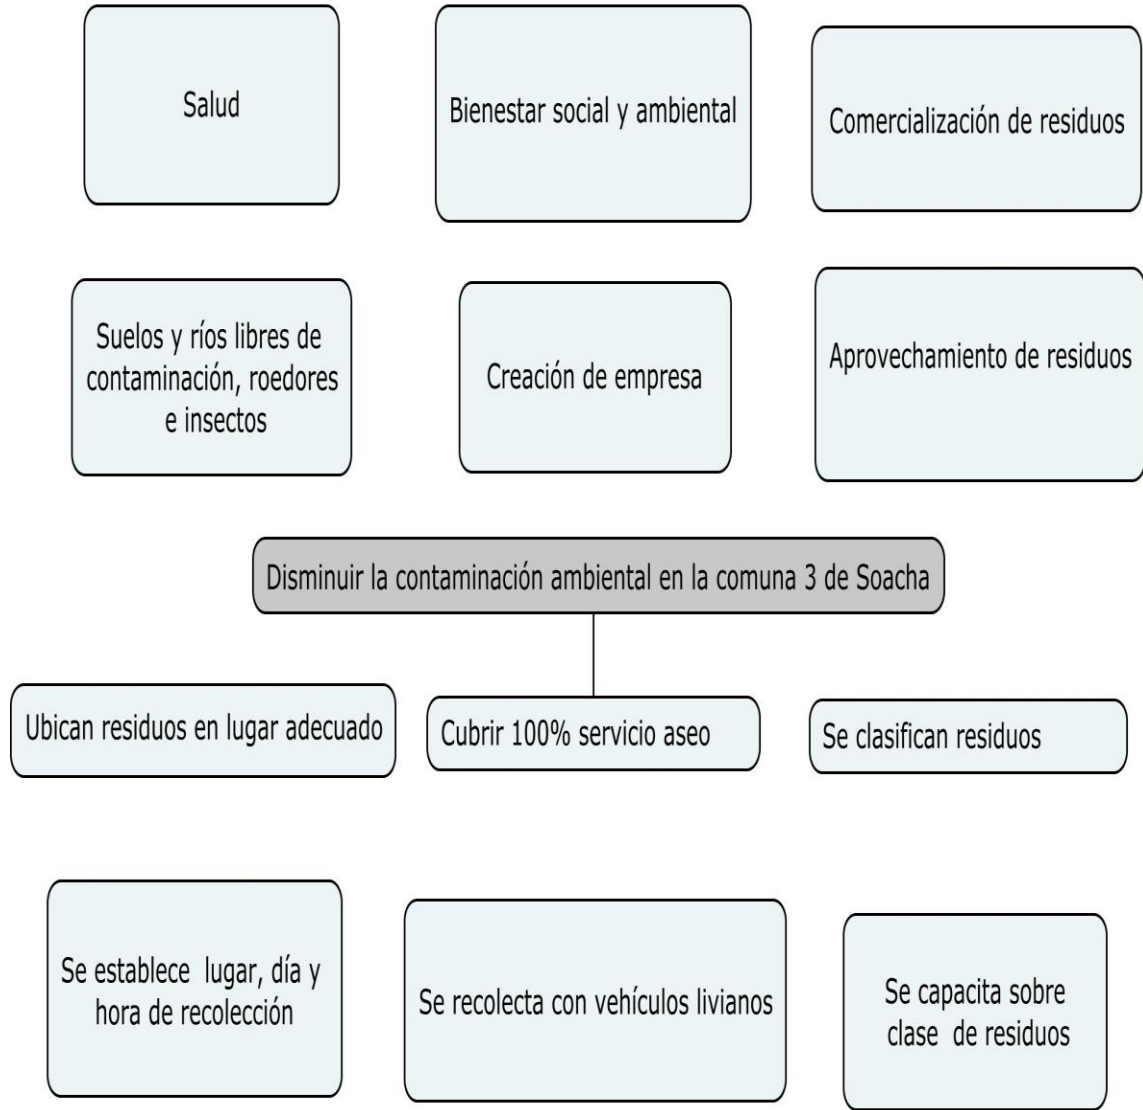 Salud
Bienestar social y ambiental
Comercialización de residuos
Suelos y ríos libres de
contaminación, roedores
e insectos
Creación de empresa
Aprovechamiento de residuos
Disminuir la contaminación ambiental en la comuna 3 de Soacha
Ubican residuos en lugar adecuado
Cubrir 100% servicio aseo
Se clasifican residuos
Se establece lugar, día y
hora de recolección
Se recolecta con vehículos livianos
Se capacita sobre
clase de residuos